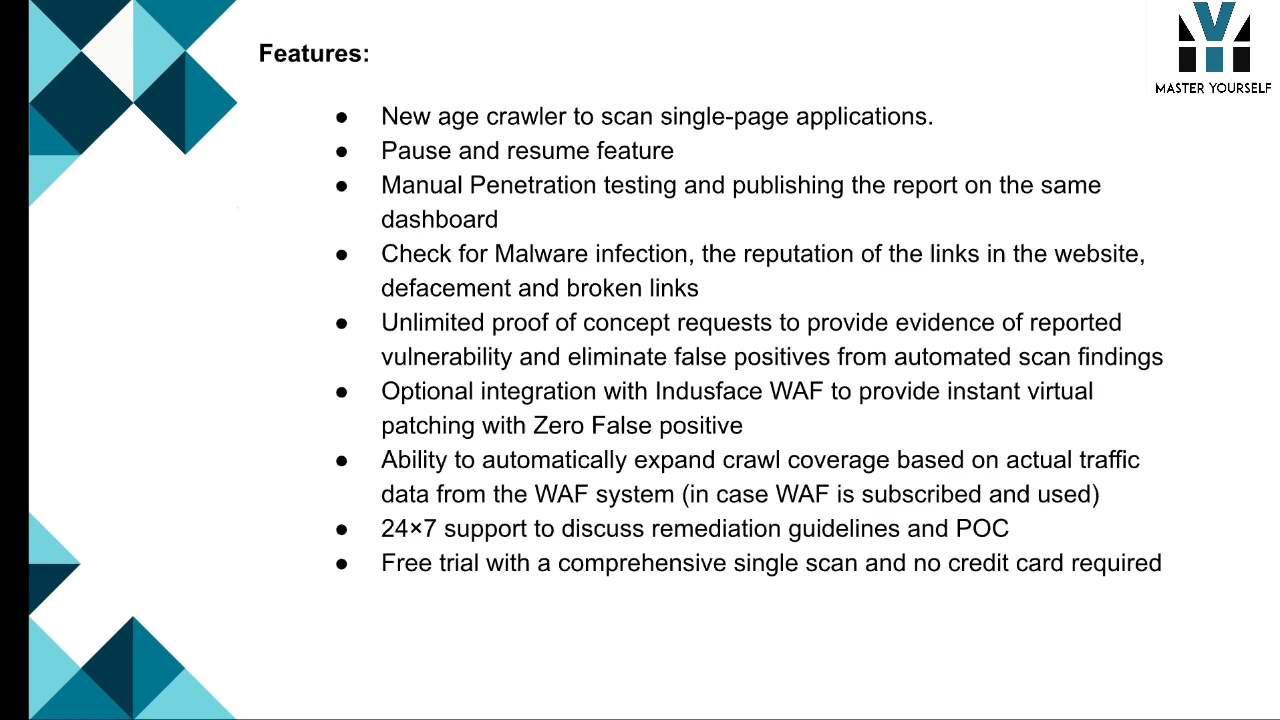 MASTER YOURSELF
Features:
● New age crawler to scan single-page applications.
● Pause and resume feature
● Manual Penetration testing and publishing the report on the same
dashboard
● Check for Malware infection, the reputation of the links in the website,
defacement and broken links
● Unlimited proof of concept requests to provide evidence of reported
vulnerability and eliminate false positives from automated scan findings
● Optional integration with Indusface WAF to provide instant virtual
patching with Zero False positive
● Ability to automatically expand crawl coverage based on actual traffic
data from the WAF system (in case WAF is subscribed and used)
● 24×7 support to discuss remediation guidelines and POC
● Free trial with a comprehensive single scan and no credit card required